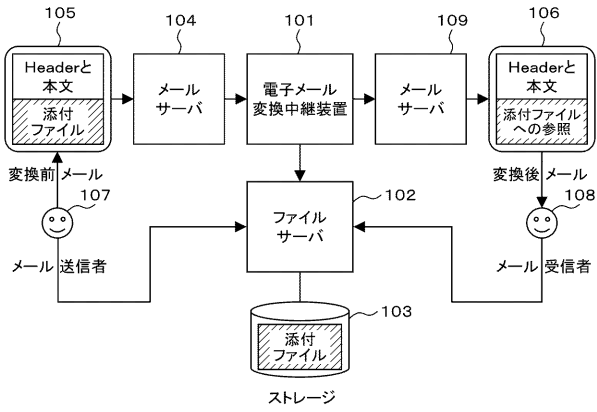 105
104
101
109
106
Headerと
本文
添付
ファイル
メール
サーバ
電子メール
変換中継装置
メール
サーバ
Headerと
本文
添付ファイル
への参照
変換前 メール
変換後 メール
107
102
108
ファイル
サーバ
メール 送信者
メール 受信者
103
添付
ファイル
ストレージ